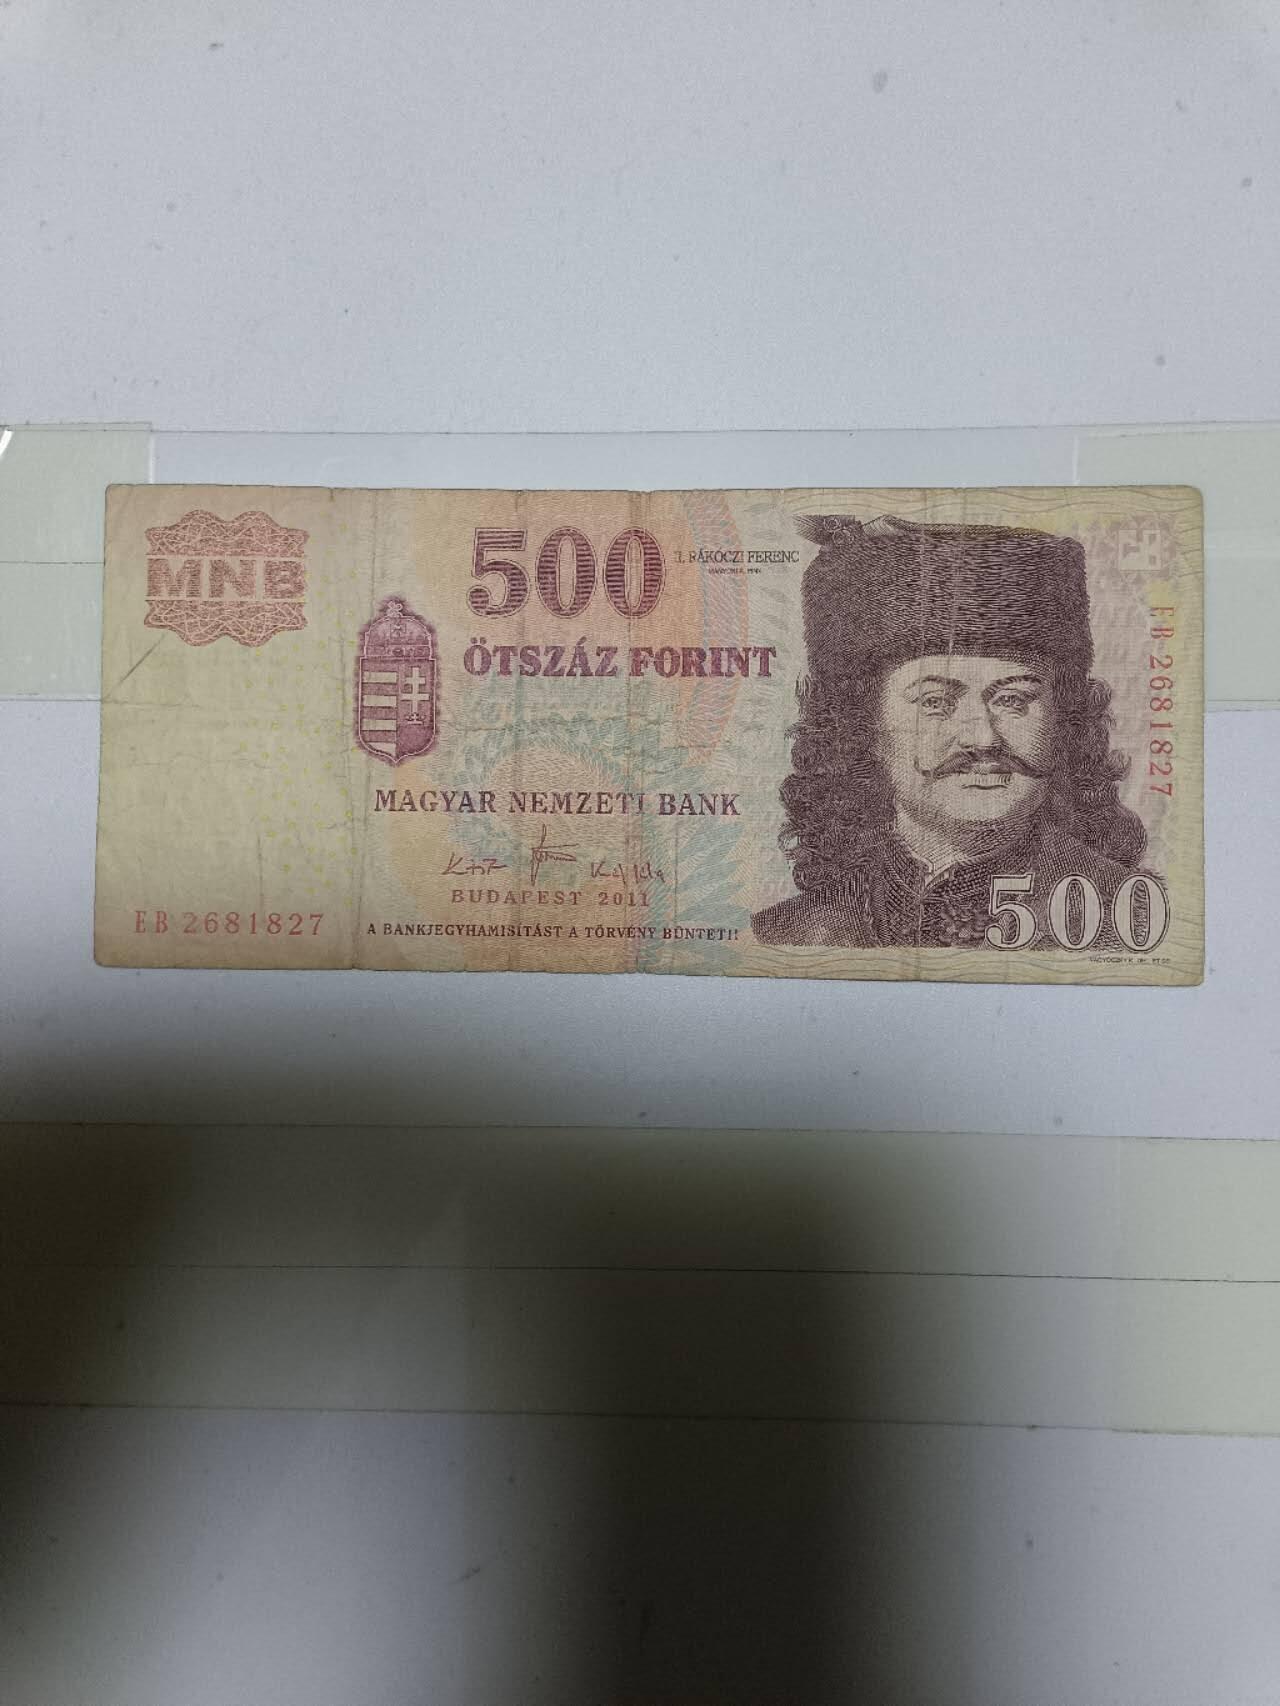 MNB
500
II. RÁKÓCZI FERENC
ÖTSZÁZ FORINT
MAGYAR NEMZETI BANK
BUDAPEST 2011
EB 2681827
A BANKJEGYHAMISÍTÁST A TÖRVÉNY BÜNTETI!
EB 2681827
500